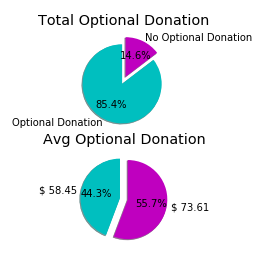 Total Optional Donation
No Optional Donation
14.6%
85.4%
Optional Donation
Avg Optional Donation
$ 58.45
44.3%
55.7%
$ 73.61